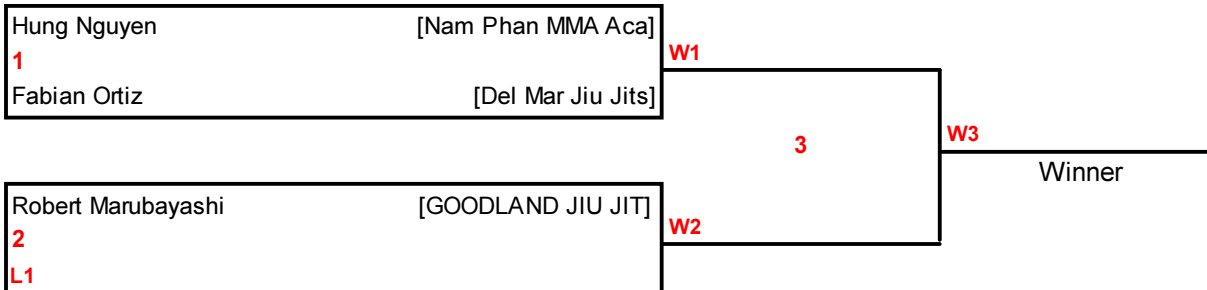 Hung Nguyen [Nam Phan MMA Aca]
1
W1
Fabian Ortiz [Del Mar Jiu Jits]
3
W3
Winner
Robert Marubayashi [GOODLAND JIU JIT]
W2
2
L1